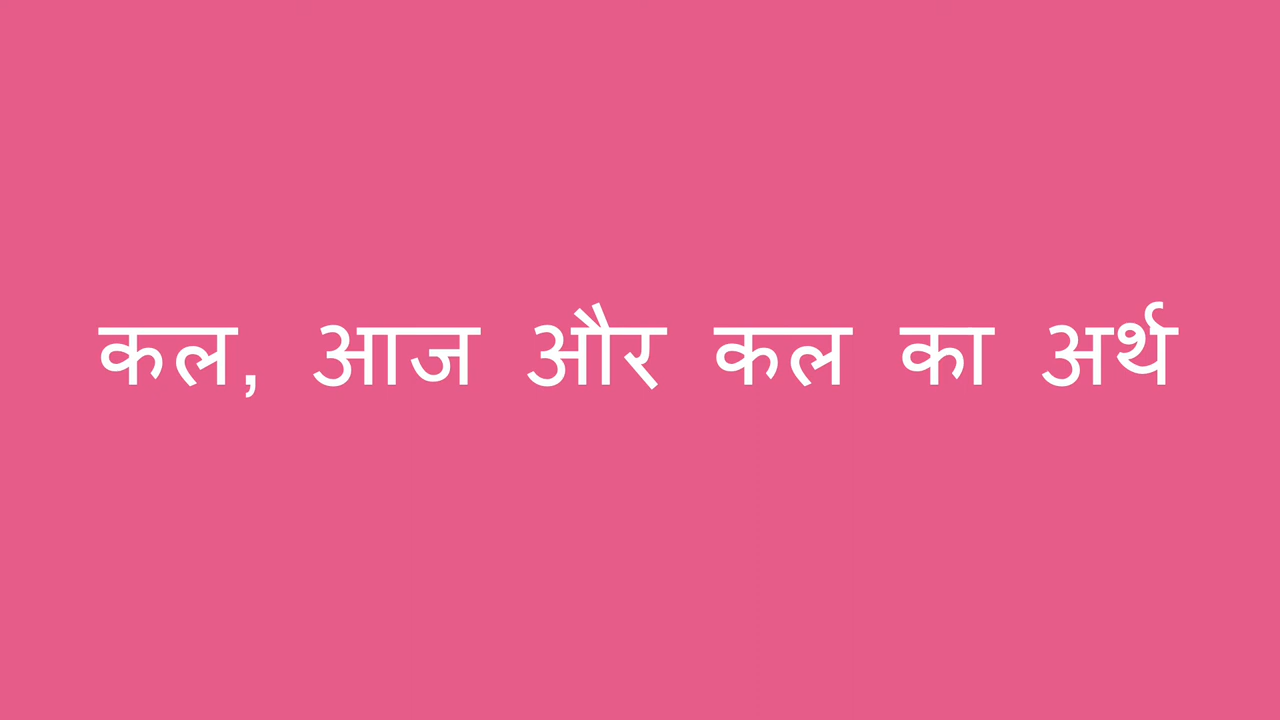 कल, आज और कल का अर्थ